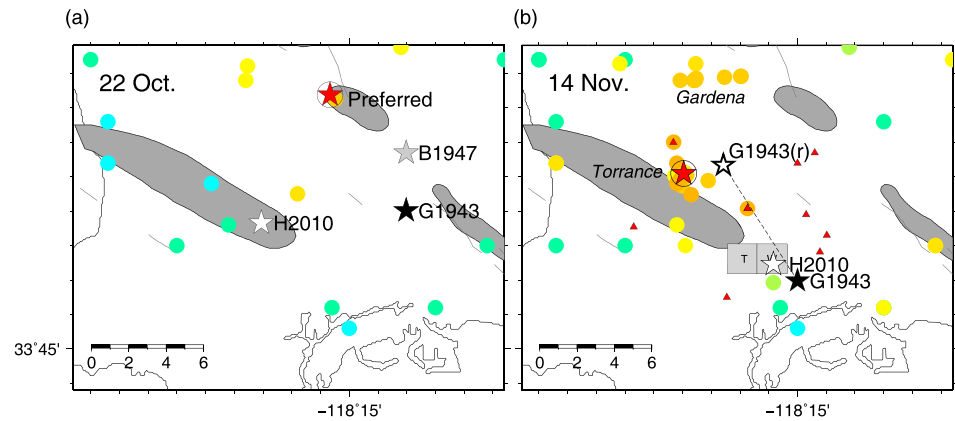 (a)
22 Oct.
Preferred
B1947
G1943
H2010
0 2 4 6
33˚45'
−118˚15'
(b)
14 Nov.
Gardena
G1943(r)
Torrance
T
H2010
G1943
0 2 4 6
−118˚15'